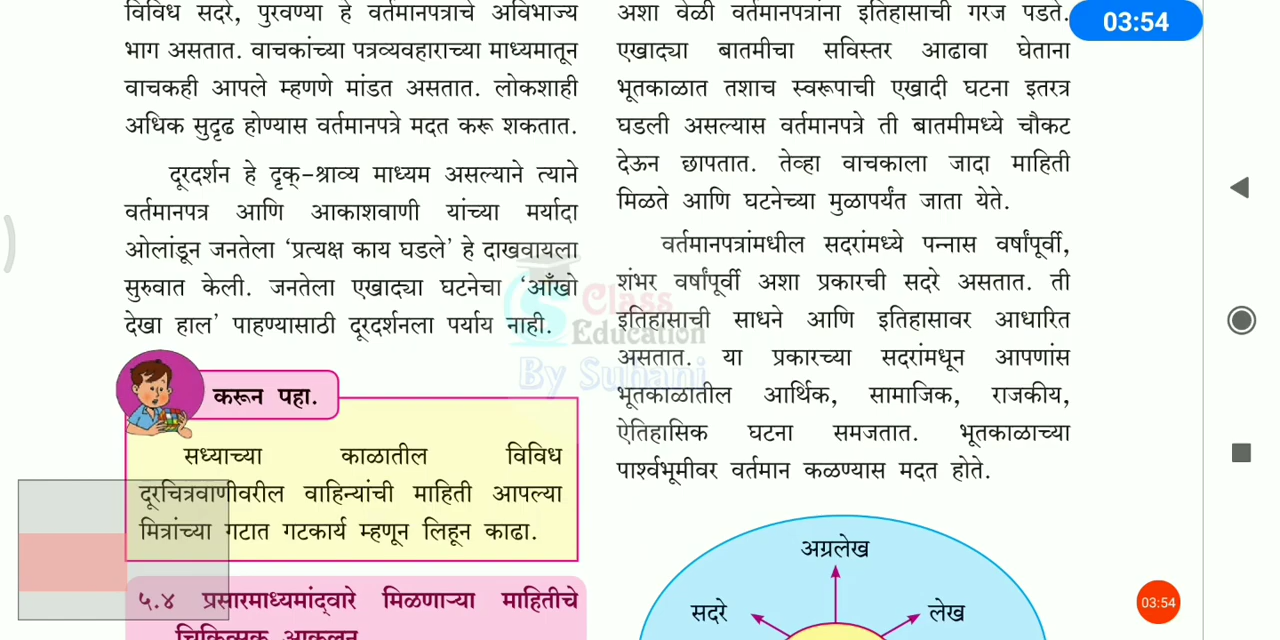 विविध सदरे, पुरवण्या हे वर्तमानपत्राचे अविभाज्य
भाग असतात. वाचकांच्या पत्रव्यवहाराच्या माध्यमातून
वाचकही आपले म्हणणे मांडत असतात. लोकशाही
अधिक सुदृढ होण्यास वर्तमानपत्रे मदत करू शकतात.
दूरदर्शन हे दृक्-श्राव्य माध्यम असल्याने त्याने
वर्तमानपत्र आणि आकाशवाणी यांच्या मर्यादा
ओलांडून जनतेला ‘प्रत्यक्ष काय घडले’ हे दाखवायला
सुरुवात केली. जनतेला एखाद्या घटनेचा ‘आँखो
देखा हाल’ पाहण्यासाठी दूरदर्शनला पर्याय नाही.
करून पहा.
सध्याच्या काळातील विविध
दूरचित्रवाणीवरील वाहिन्यांची माहिती आपल्या
मित्रांच्या गटात गटकार्य म्हणून लिहून काढा.
५.४ प्रसारमाध्यमांद्‌वारे मिळणाऱ्या माहितीचे
चिकित्सक आकलन
अशा वेळी वर्तमानपत्रांना इतिहासाची गरज पडते.
एखाद्या बातमीचा सविस्तर आढावा घेताना
भूतकाळात तशाच स्वरूपाची एखादी घटना इतरत्र
घडली असल्यास वर्तमानपत्रे ती बातमीमध्ये चौकट
देऊन छापतात. तेव्हा वाचकाला जादा माहिती
मिळते आणि घटनेच्या मुळापर्यंत जाता येते.
वर्तमानपत्रांमधील सदरांमध्ये पन्नास वर्षांपूर्वी,
शंभर वर्षांपूर्वी अशा प्रकारची सदरे असतात. ती
इतिहासाची साधने आणि इतिहासावर आधारित
असतात. या प्रकारच्या सदरांमधून आपणांस
भूतकाळातील आर्थिक, सामाजिक, राजकीय,
ऐतिहासिक घटना समजतात. भूतकाळाच्या
पार्श्वभूमीवर वर्तमान कळण्यास मदत होते.
अग्रलेख
सदरे
लेख
Class
Education
By Suhani
03:54
03:54